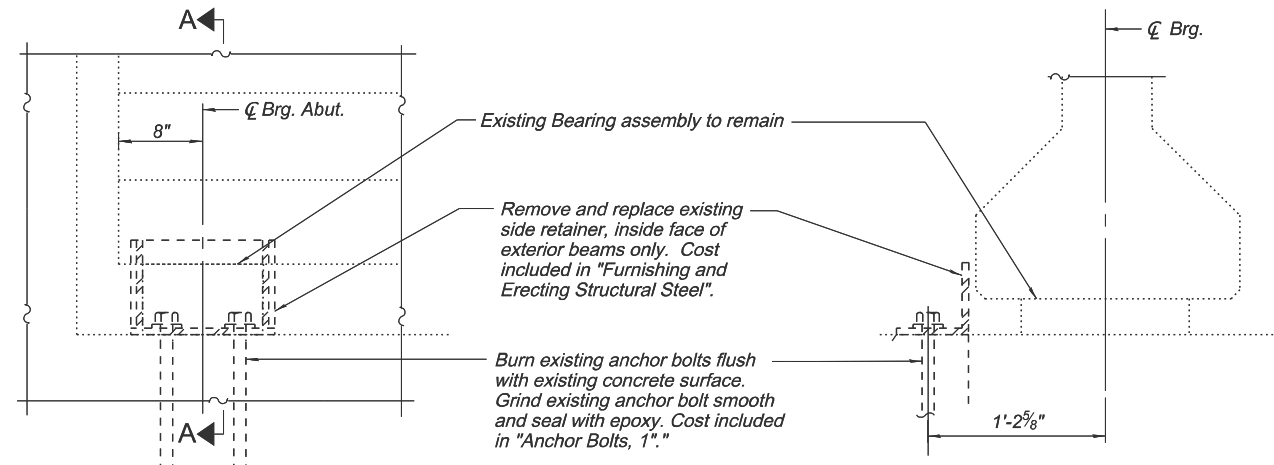 A
℄ Brg.
℄ Brg. Abut.
8"
Existing Bearing assembly to remain
Remove and replace existing
side retainer, inside face of
exterior beams only. Cost
included in "Furnishing and
Erecting Structural Steel".
Burn existing anchor bolts flush
with existing concrete surface.
Grind existing anchor bolt smooth
and seal with epoxy. Cost included
in "Anchor Bolts, 1"."
1'-2⅝"
A